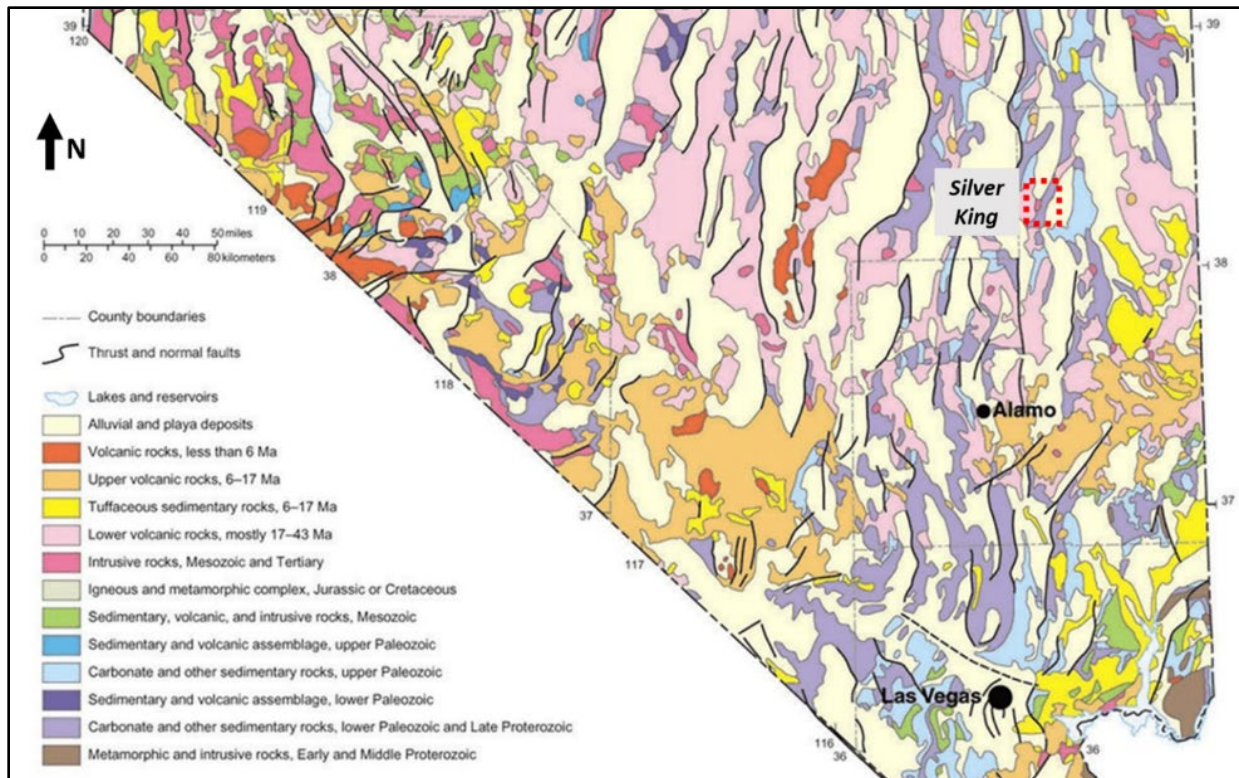 39
120
39
N
Silver
King
119
0 10 20 30 40 50 miles
0 20 40 60 80 kilometers
38
38
County boundaries
Thrust and normal faults
118
Lakes and reservoirs
Alluvial and playa deposits
Alamo
Volcanic rocks, less than 6 Ma
Upper volcanic rocks, 6–17 Ma
Tuffaceous sedimentary rocks, 6–17 Ma
37
37
Lower volcanic rocks, mostly 17–43 Ma
117
Intrusive rocks, Mesozoic and Tertiary
Igneous and metamorphic complex, Jurassic or Cretaceous
Sedimentary, volcanic, and intrusive rocks, Mesozoic
Sedimentary and volcanic assemblage, upper Paleozoic
Carbonate and other sedimentary rocks, upper Paleozoic
Las Vegas
Sedimentary and volcanic assemblage, lower Paleozoic
Carbonate and other sedimentary rocks, lower Paleozoic and Late Proterozoic
116
36
36
Metamorphic and intrusive rocks, Early and Middle Proterozoic